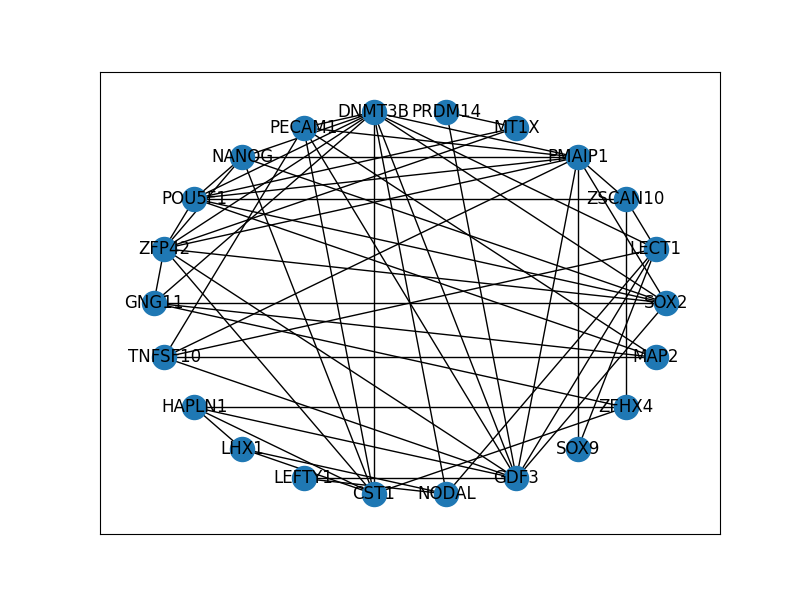 DNMT3B
PRDM14
PECAM1
MT1X
NANOG
PMAIP1
POU5F1
ZSCAN10
ZFP42
LECT1
GNG11
SOX2
TNFSF10
MAP2
HAPLN1
ZFHX4
LHX1
SOX9
LEFTY1
GDF3
CST1
NODAL